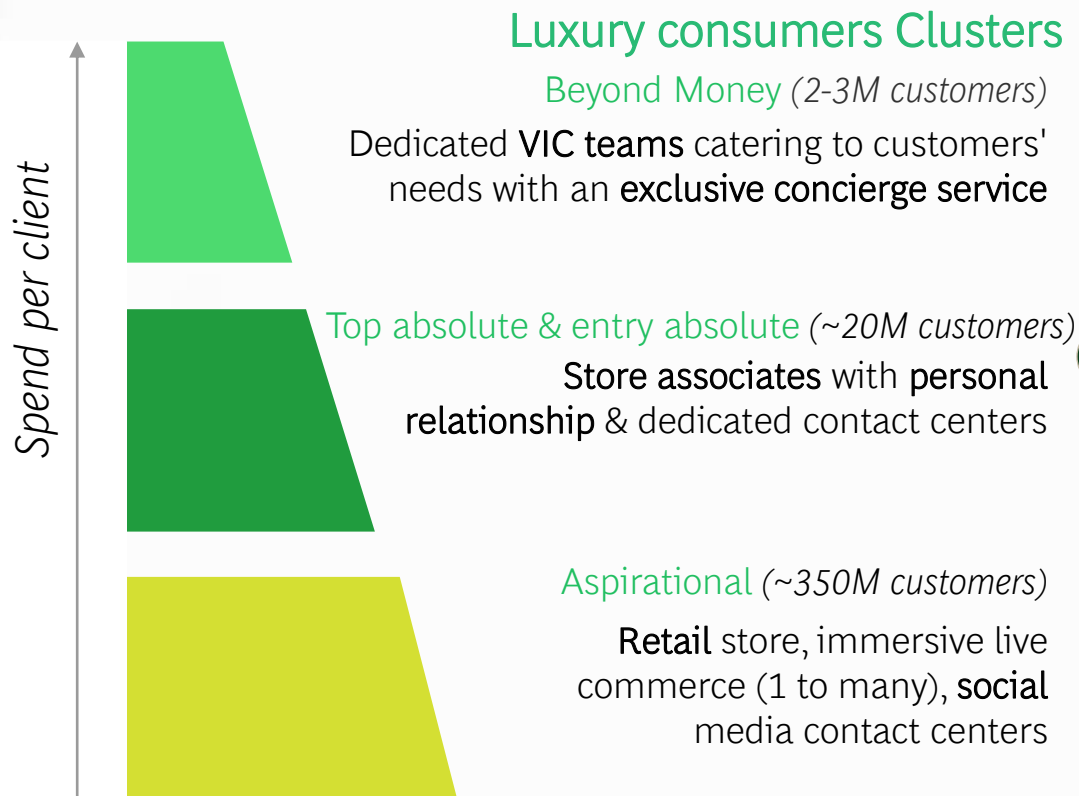 Luxury consumers Clusters
Beyond Money (2-3M customers)
Dedicated VIC teams catering to customers'
needs with an exclusive concierge service
Spend per client
Top absolute & entry absolute (~20M customers)
Store associates with personal
relationship & dedicated contact centers
Aspirational (~350M customers)
Retail store, immersive live
commerce (1 to many), social
media contact centers